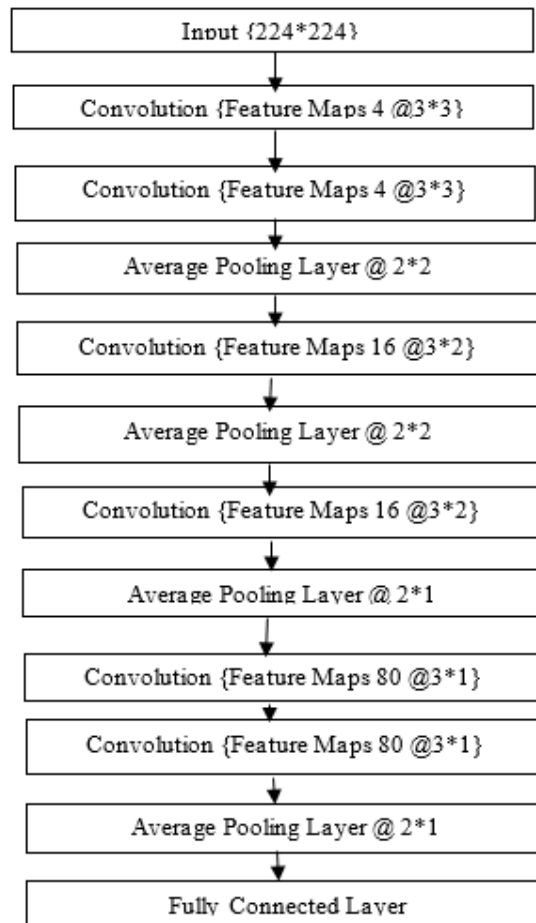 Input {224*224}
Convolution {Feature Maps 4 @3*3}
Convolution {Feature Maps 4 @3*3}
Average Pooling Layer @ 2*2
Convolution {Feature Maps 16 @3*2}
Average Pooling Layer @ 2*2
Convolution {Feature Maps 16 @3*2}
Average Pooling Layer @ 2*1
Convolution {Feature Maps 80 @3*1}
Convolution {Feature Maps 80 @3*1}
Average Pooling Layer @ 2*1
Fully Connected Layer